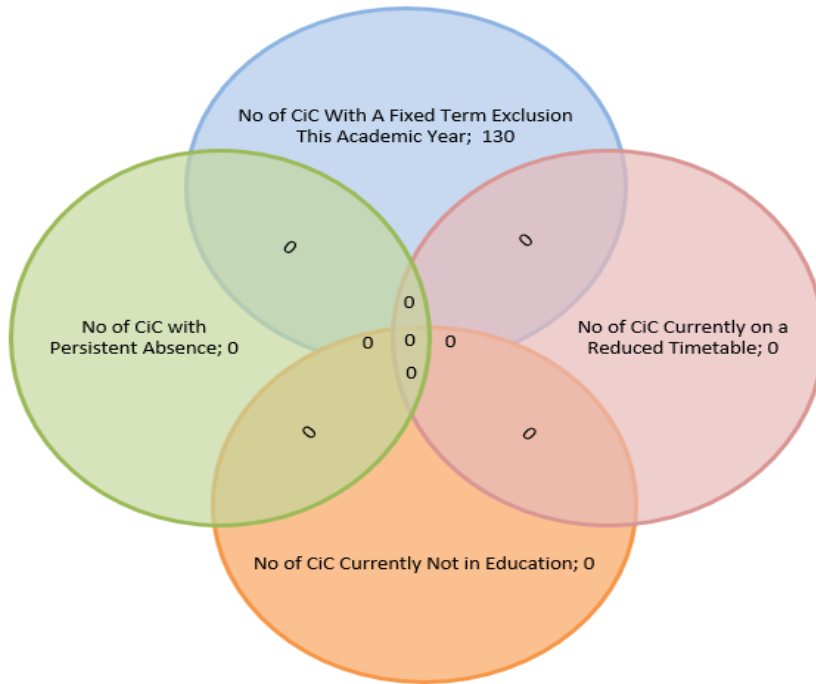 No of CiC With A Fixed Term Exclusion
This Academic Year;  130
0
0
0
No of CiC with
Persistent Absence; 0
0
0
0
No of CiC Currently on a
Reduced Timetable; 0
0
0
0
No of CiC Currently Not in Education; 0